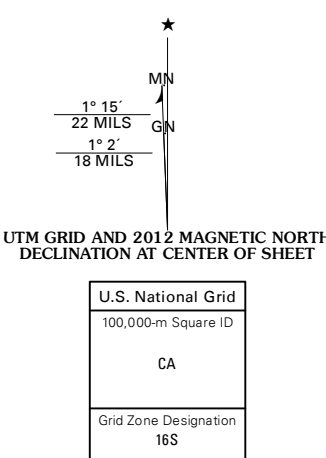 ★
MN
1° 15´
22 MILS
GN
1° 2´
18 MILS
UTM GRID AND 2012 MAGNETIC NORTH
DECLINATION AT CENTER OF SHEET
U.S. National Grid
100,000-m Square ID
CA
Grid Zone Designation
16S